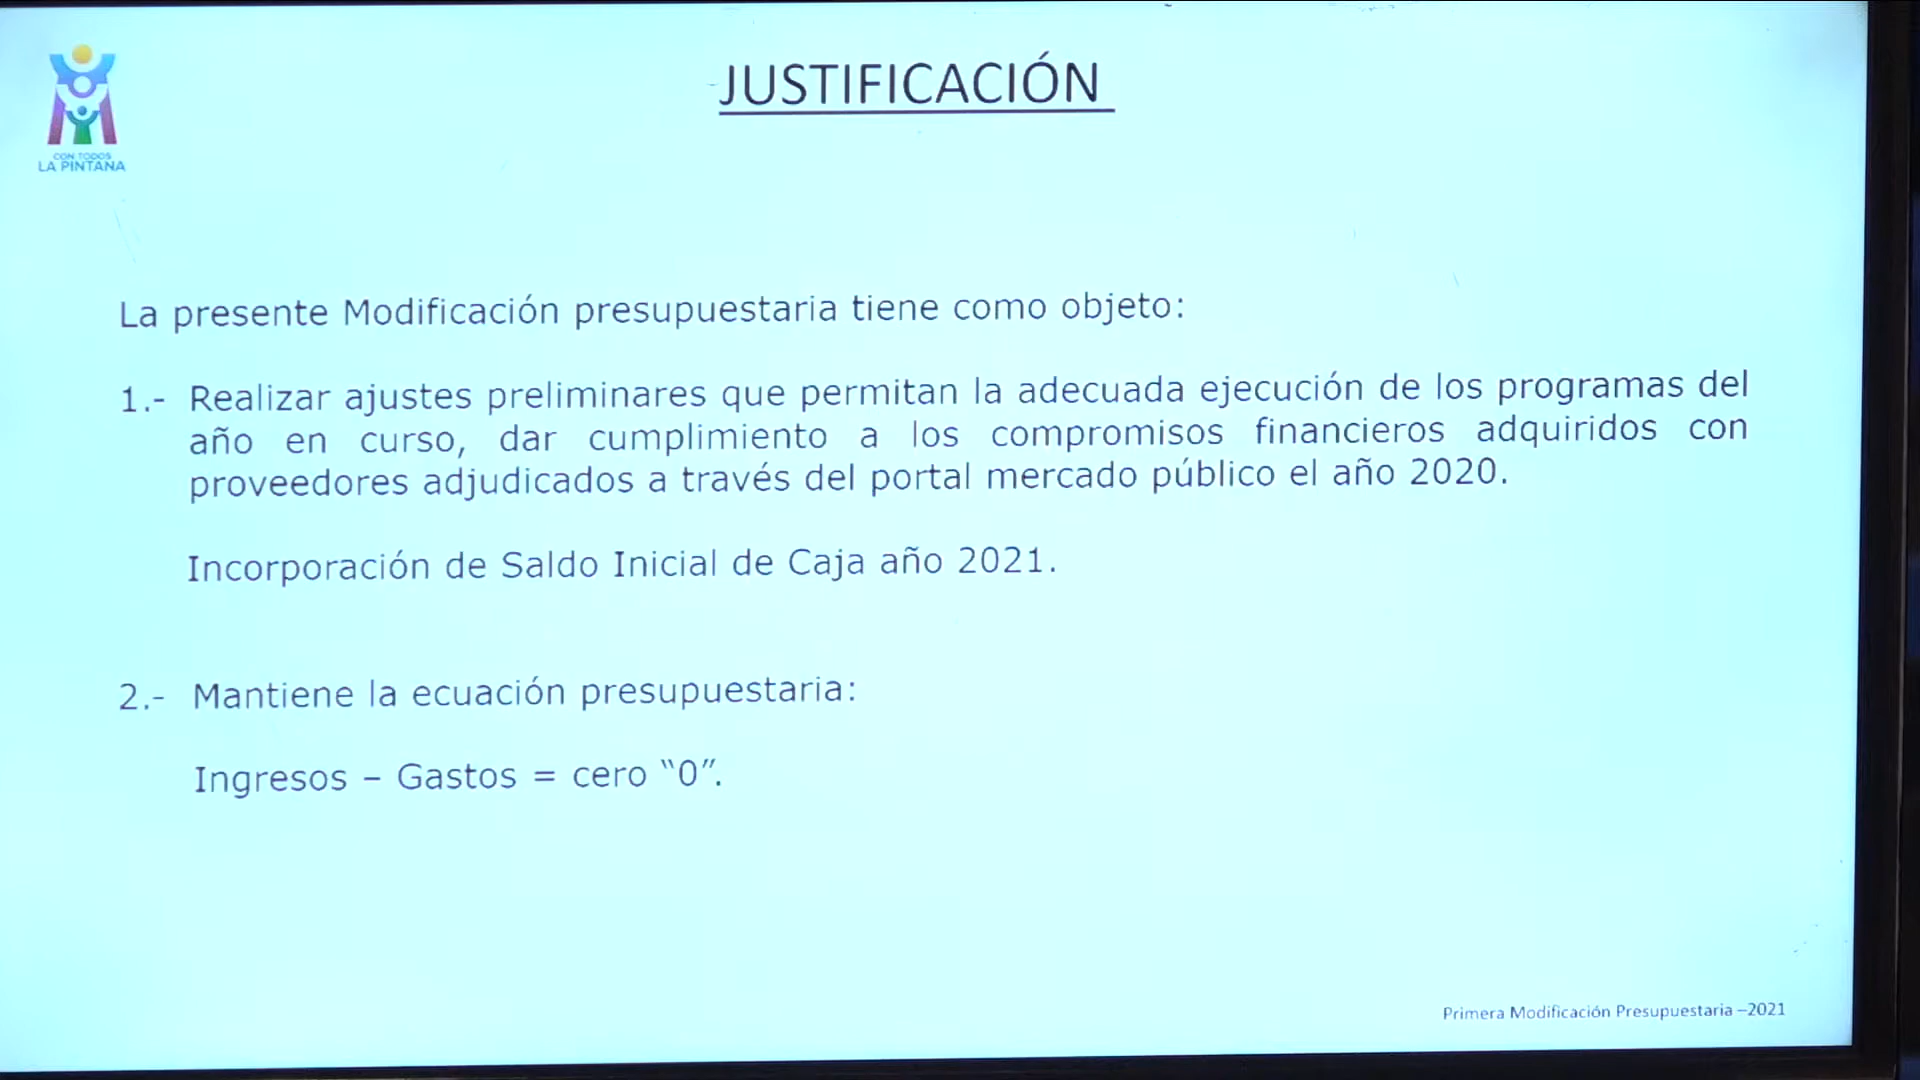 JUSTIFICACIÓN
CON TODOS
LA PINTANA
La presente Modificación presupuestaria tiene como objeto:
1.- Realizar ajustes preliminares que permitan la adecuada ejecución de los programas del
año en curso, dar cumplimiento a los compromisos financieros adquiridos con
proveedores adjudicados a través del portal mercado público el año 2020.
Incorporación de Saldo Inicial de Caja año 2021.
2.- Mantiene la ecuación presupuestaria:
Ingresos – Gastos = cero “0”.
Primera Modificación Presupuestaria –2021